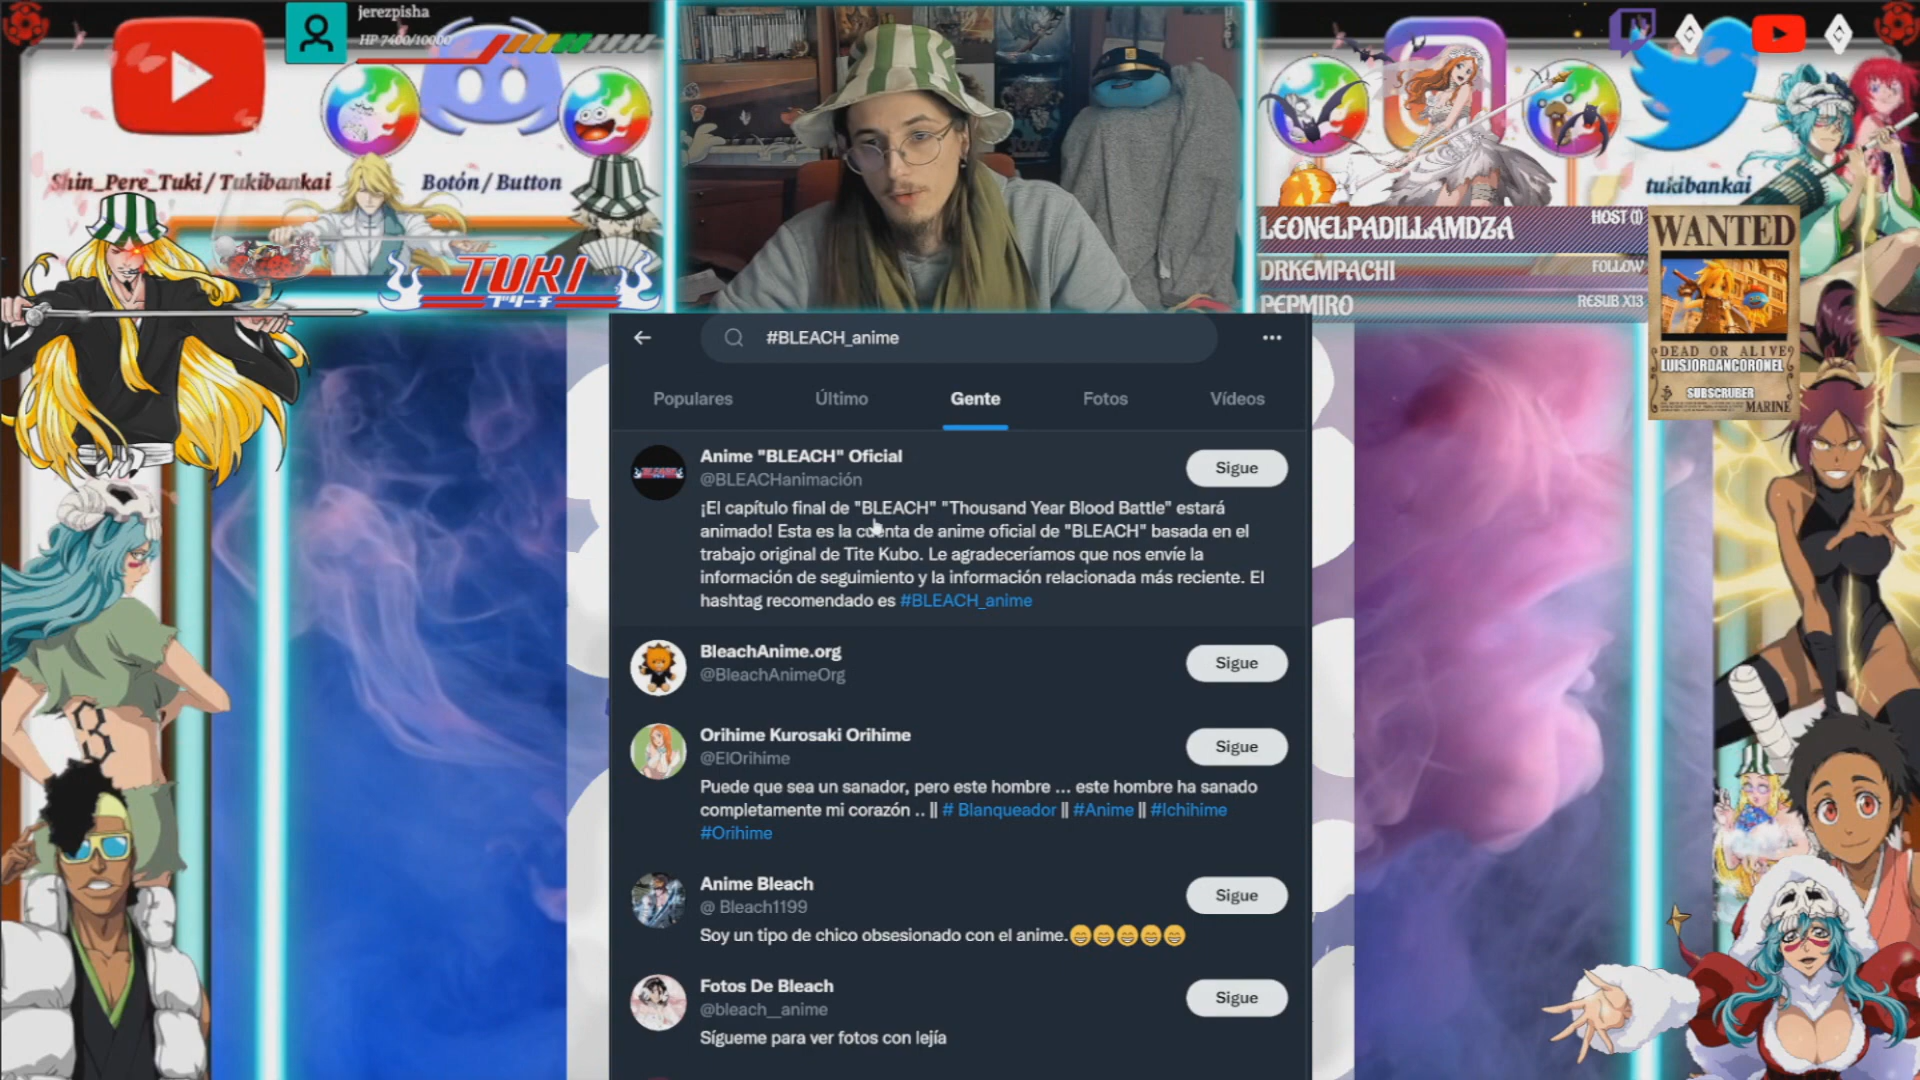 jerezpisha
HP 7400/10000
Shin_Pere_Tuki / Tukibankai
Botón / Button
TUKI
ブリーチ
tukibankai
LEONELPADILLAMDZA HOST (1)
DRKEMPACHI FOLLOW
PEPMIRO RESUB X13
WANTED
DEAD OR ALIVE
LUISJORDANCORONEL
SUBSCRUBER
MARINE
#BLEACH_anime
Populares Último Gente Fotos Vídeos
Anime "BLEACH" Oficial
@BLEACHanimación
Sigue
¡El capítulo final de "BLEACH" "Thousand Year Blood Battle" estará
animado! Esta es la cuenta de anime oficial de "BLEACH" basada en el
trabajo original de Tite Kubo. Le agradeceríamos que nos envíe la
información de seguimiento y la información relacionada más reciente. El
hashtag recomendado es #BLEACH_anime
BleachAnime.org
@BleachAnimeOrg
Sigue
Orihime Kurosaki Orihime
@ElOrihime
Sigue
Puede que sea un sanador, pero este hombre ... este hombre ha sanado
completamente mi corazón .. || # Blanqueador || #Anime || #Ichihime
#Orihime
Anime Bleach
@ Bleach1199
Sigue
Soy un tipo de chico obsesionado con el anime.😁😁😁😁😁
Fotos De Bleach
@bleach__anime
Sigue
Sígueme para ver fotos con lejía